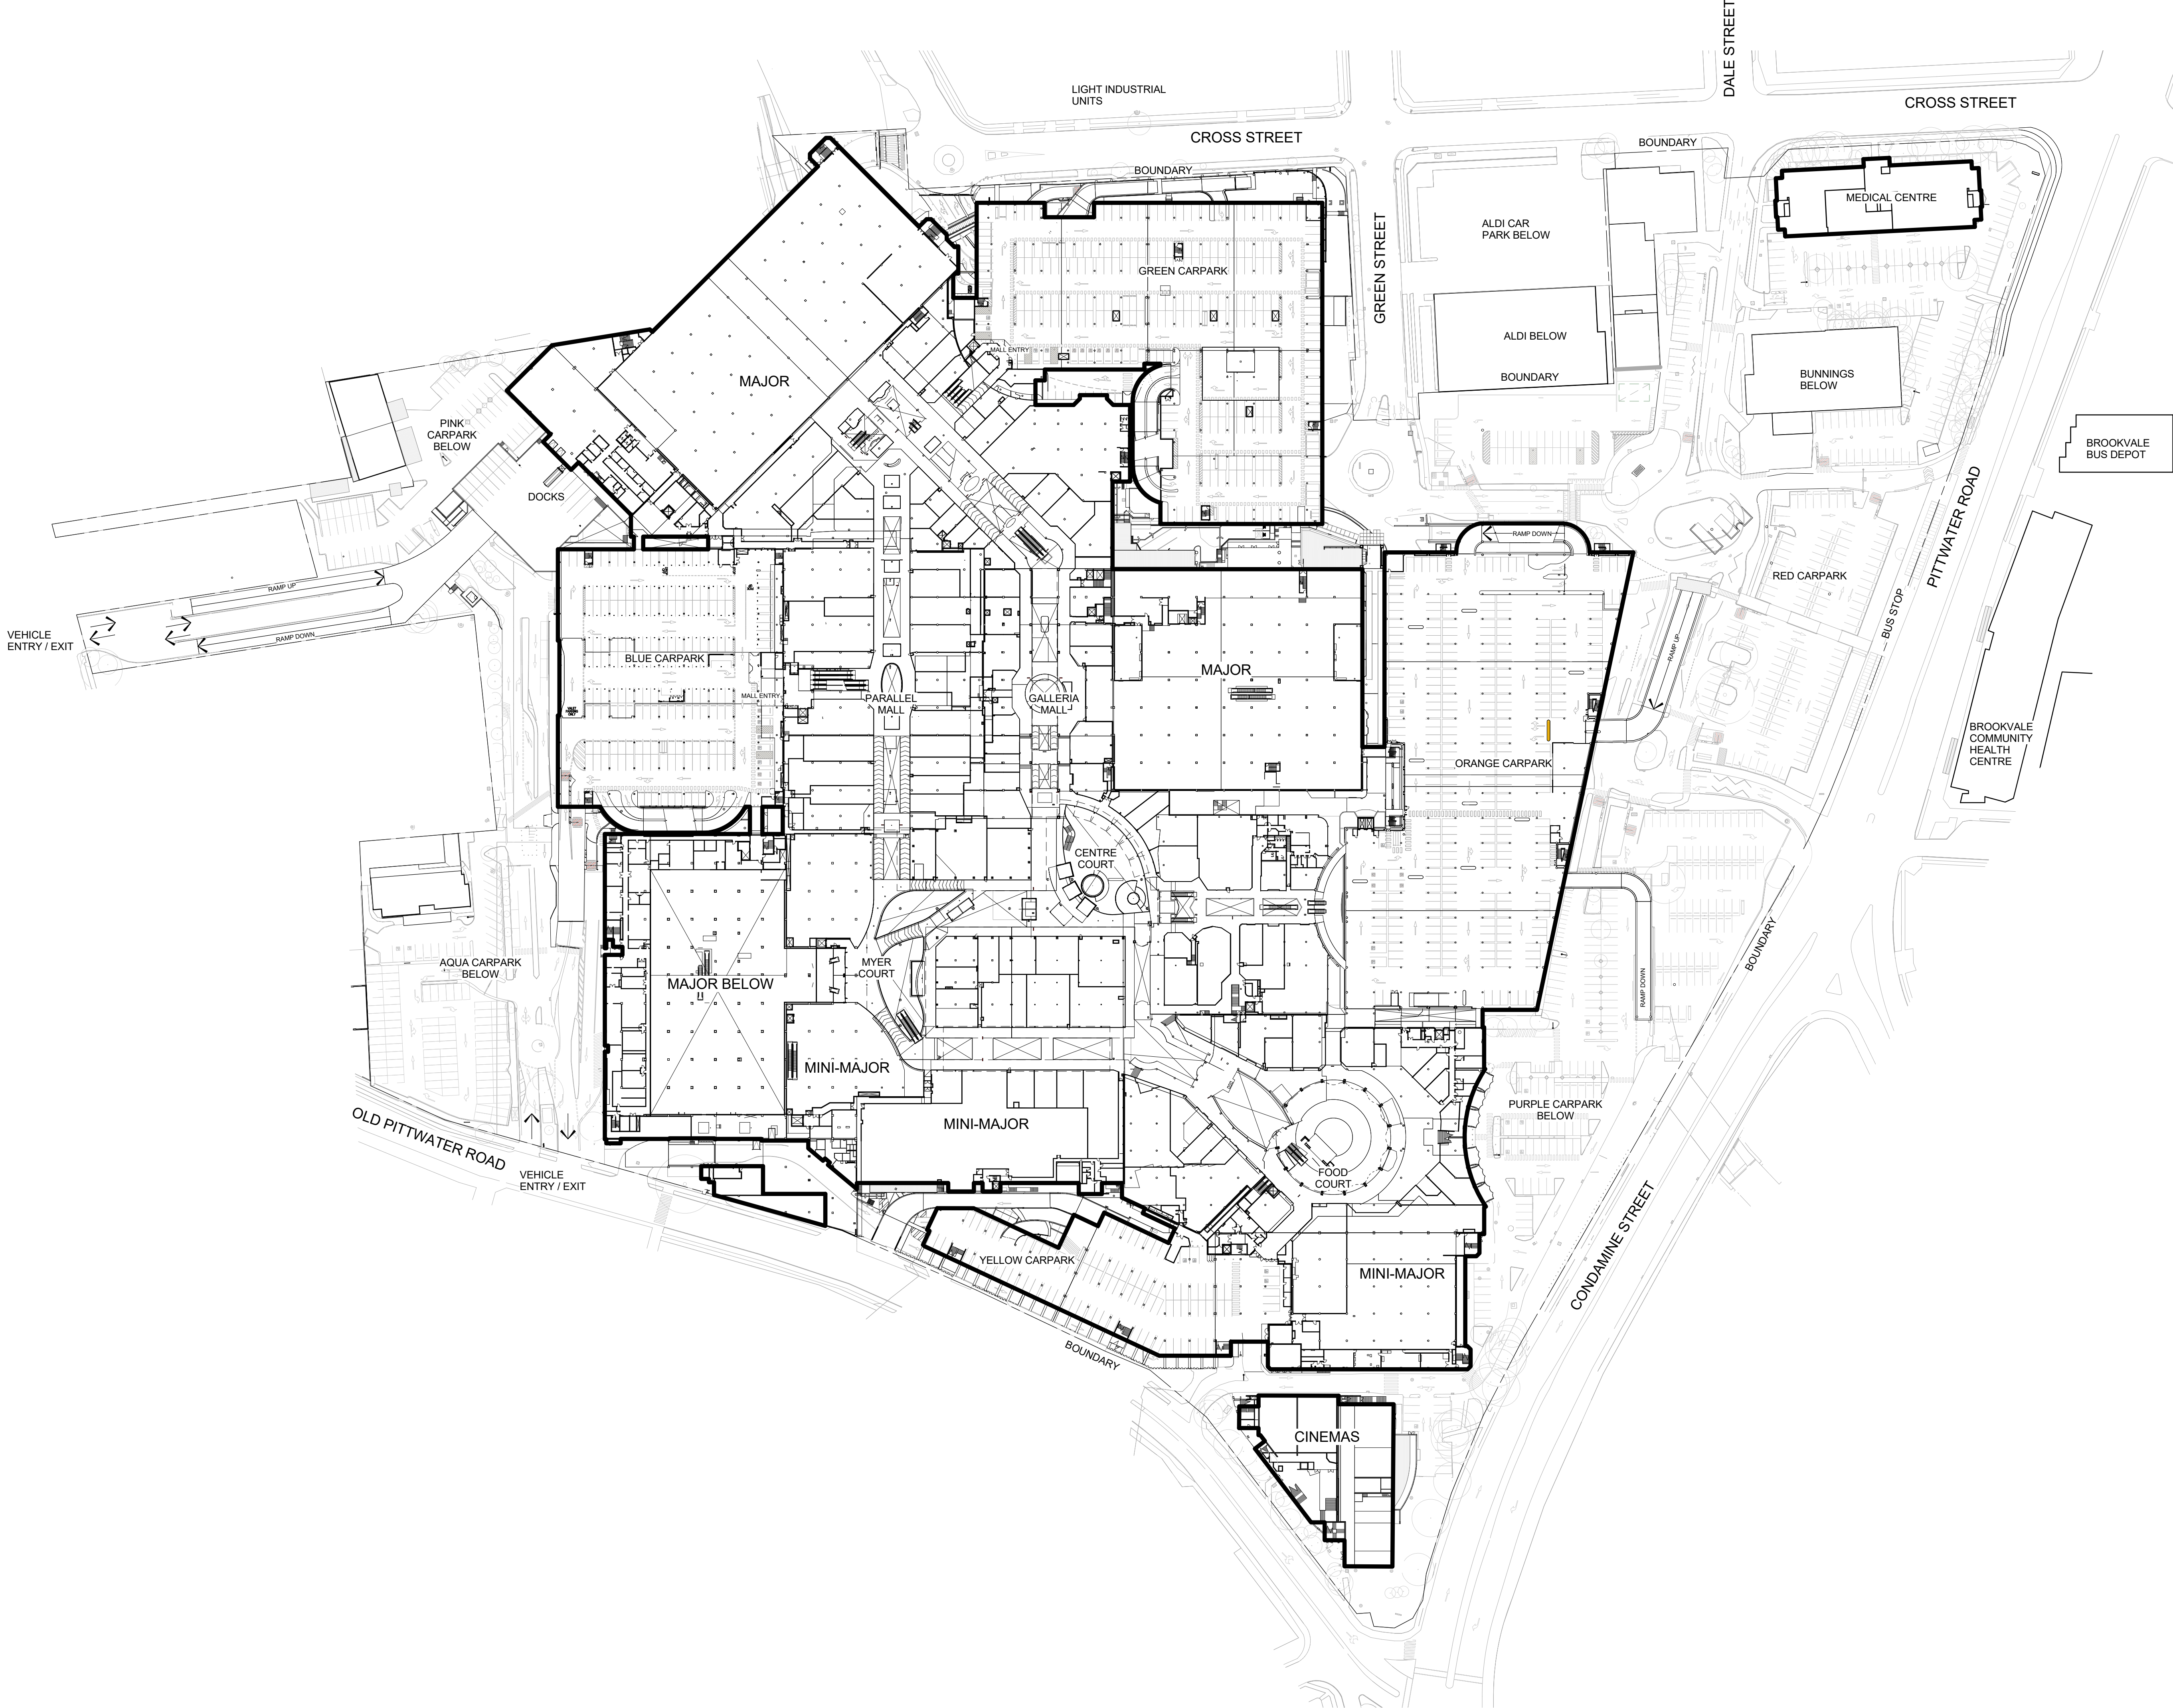 DALE STREET
LIGHT INDUSTRIAL
UNITS
CROSS STREET
CROSS STREET
BOUNDARY
BOUNDARY
MEDICAL CENTRE
ALDI CAR
PARK BELOW
GREEN STREET
GREEN CARPARK
ALDI BELOW
MALL ENTRY
BOUNDARY
BUNNINGS
BELOW
MAJOR
PINK
CARPARK
BELOW
BROOKVALE
BUS DEPOT
DOCKS
PITTWATER ROAD
RAMP DOWN
RED CARPARK
RAMP UP
BUS STOP
VEHICLE
ENTRY / EXIT
RAMP DOWN
BLUE CARPARK
RAMP UP
MAJOR
MALL ENTRY
PARALLEL
MALL
GALLERIA
MALL
BROOKVALE
COMMUNITY
HEALTH
CENTRE
ORANGE CARPARK
CENTRE
COURT
BOUNDARY
AQUA CARPARK
BELOW
MYER
COURT
MAJOR BELOW
RAMP DOWN
MINI-MAJOR
PURPLE CARPARK
BELOW
OLD PITTWATER ROAD
MINI-MAJOR
VEHICLE
ENTRY / EXIT
FOOD
COURT
CONDAMINE STREET
YELLOW CARPARK
MINI-MAJOR
BOUNDARY
CINEMAS